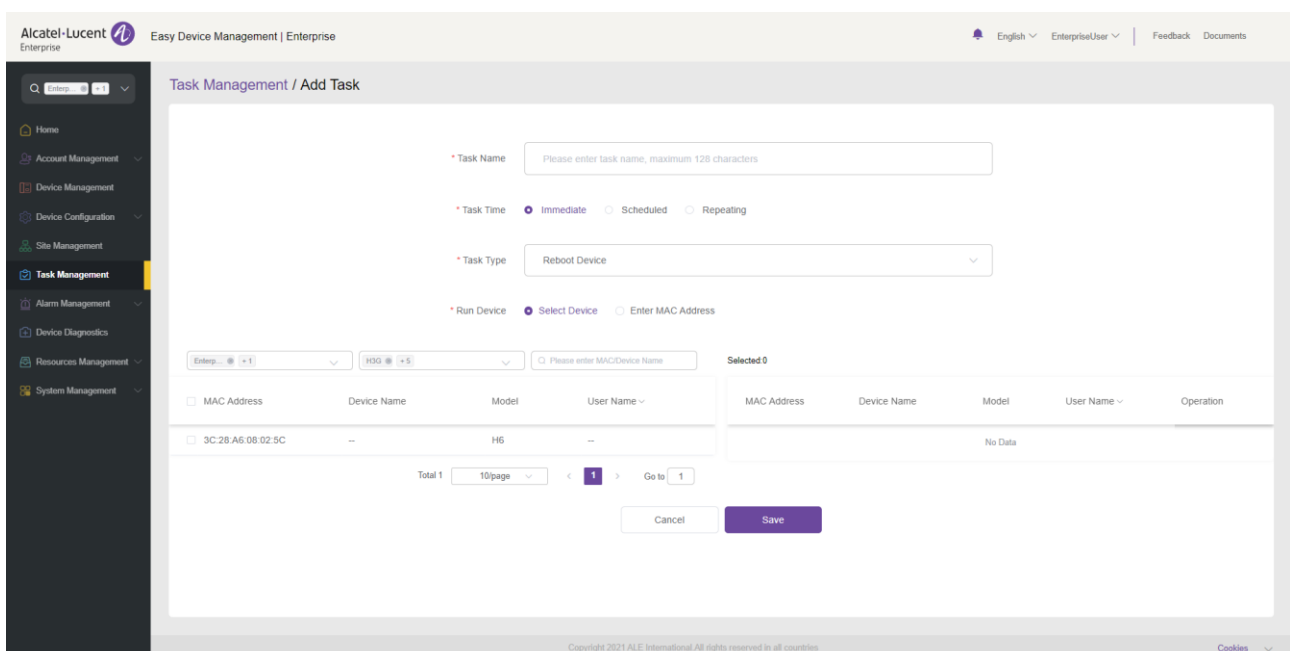 Alcatel·Lucent
Enterprise
Easy Device Management | Enterprise
English
EnterpriseUser
Feedback
Documents
Enterp...
+ 1
Task Management / Add Task
Home
Account Management
Device Management
Device Configuration
Site Management
Task Management
Alarm Management
Device Diagnostics
Resources Management
System Management
* Task Name
Please enter task name, maximum 128 characters
* Task Time
Immediate
Scheduled
Repeating
* Task Type
Reboot Device
* Run Device
Select Device
Enter MAC Address
Enterp...
+ 1
H3G
+ 5
Please enter MAC/Device Name
Selected:0
MAC Address Device Name Model User Name
MAC Address Device Name Model User Name Operation
3C:28:A6:08:02:5C -- H6 --
No Data
Total 1
10/page
<
1
>
Go to 1
Cancel
Save
Copyright 2021 ALE International.All rights reserved in all countries
Cookies